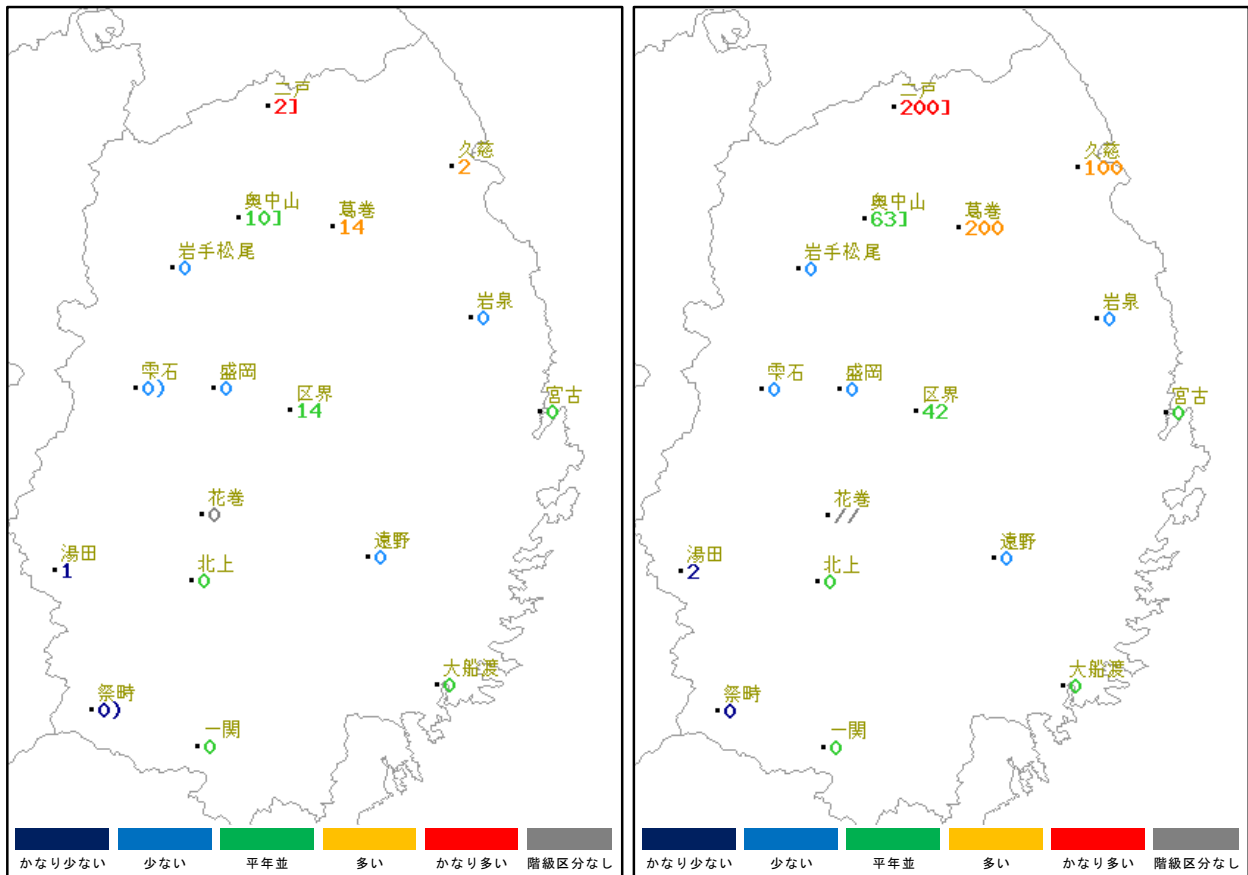 二戸
2]
久慈
2
奥中山
10]
葛巻
14
岩手松尾
0
岩泉
0
雫石
0)
盛岡
0
区界
14
宮古
0
花巻
0
湯田
1
北上
0
遠野
0
大船渡
0
祭畤
0)
一関
0
かなり少ない 少ない 平年並 多い かなり多い 階級区分なし
二戸
200]
久慈
100
奥中山
63]
葛巻
200
岩手松尾
0
岩泉
0
雫石
0
盛岡
0
区界
42
宮古
0
花巻
//
湯田
2
北上
0
遠野
0
大船渡
0
祭畤
0
一関
0
かなり少ない 少ない 平年並 多い かなり多い 階級区分なし